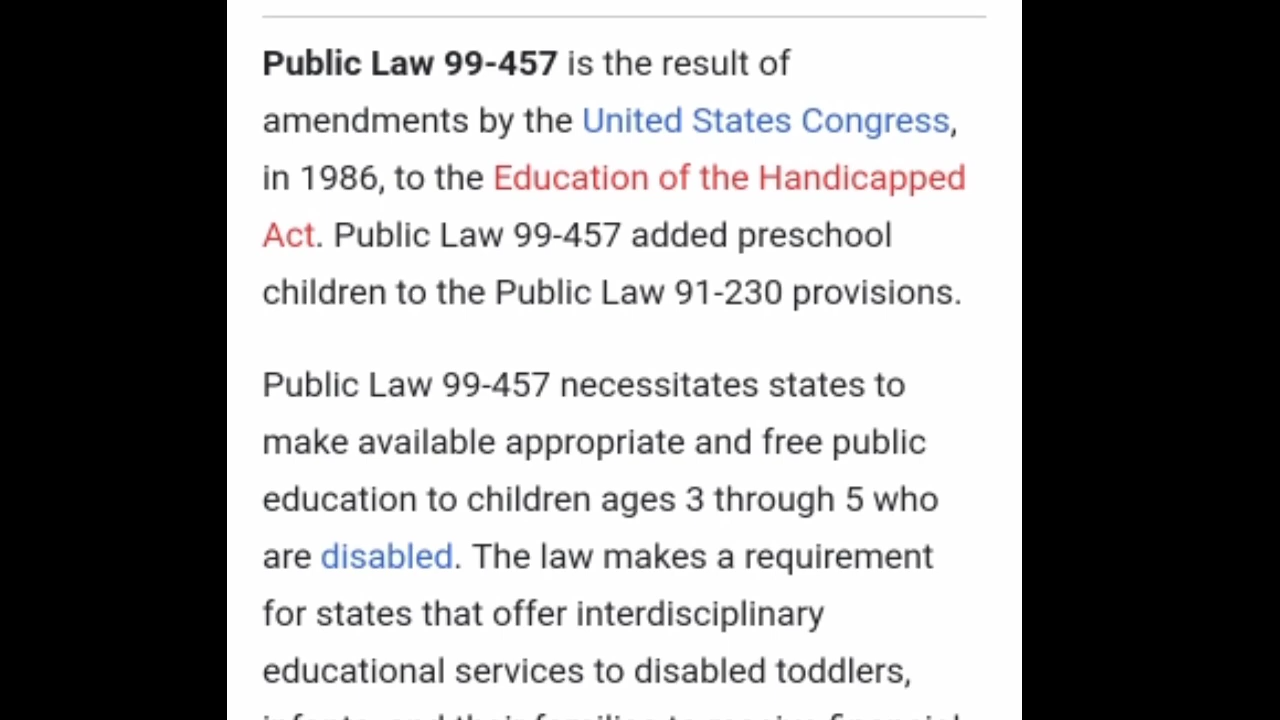 Public Law 99-457 is the result of
amendments by the United States Congress,
in 1986, to the Education of the Handicapped
Act. Public Law 99-457 added preschool
children to the Public Law 91-230 provisions.
Public Law 99-457 necessitates states to
make available appropriate and free public
education to children ages 3 through 5 who
are disabled. The law makes a requirement
for states that offer interdisciplinary
educational services to disabled toddlers,